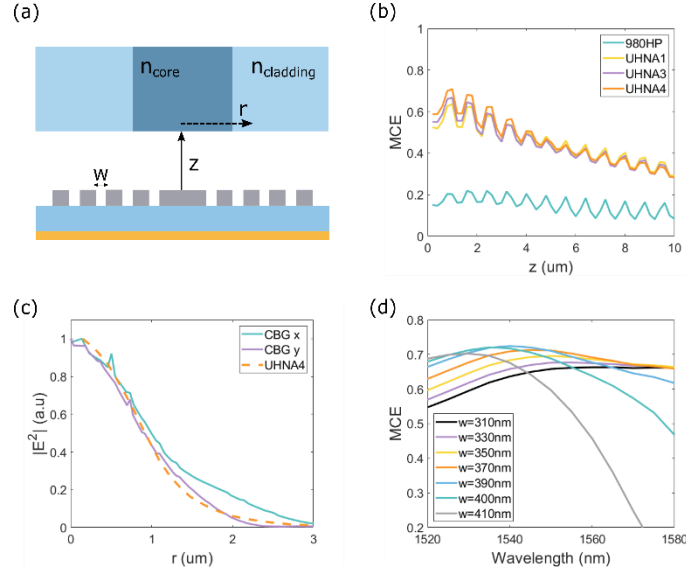 (a)
n_core
n_cladding
r
z
w
(b)
MCE
1
0.8
0.6
0.4
0.2
0
0 2 4 6 8 10
z (um)
980HP
UHNA1
UHNA3
UHNA4
(c)
|E²| (a.u)
1
0.8
0.6
0.4
0.2
0
0 1 2 3
r (um)
CBG x
CBG y
UHNA4
(d)
MCE
0.8
0.7
0.6
0.5
0.4
0.3
0.2
1520 1540 1560 1580
Wavelength (nm)
w=310nm
w=330nm
w=350nm
w=370nm
w=390nm
w=400nm
w=410nm